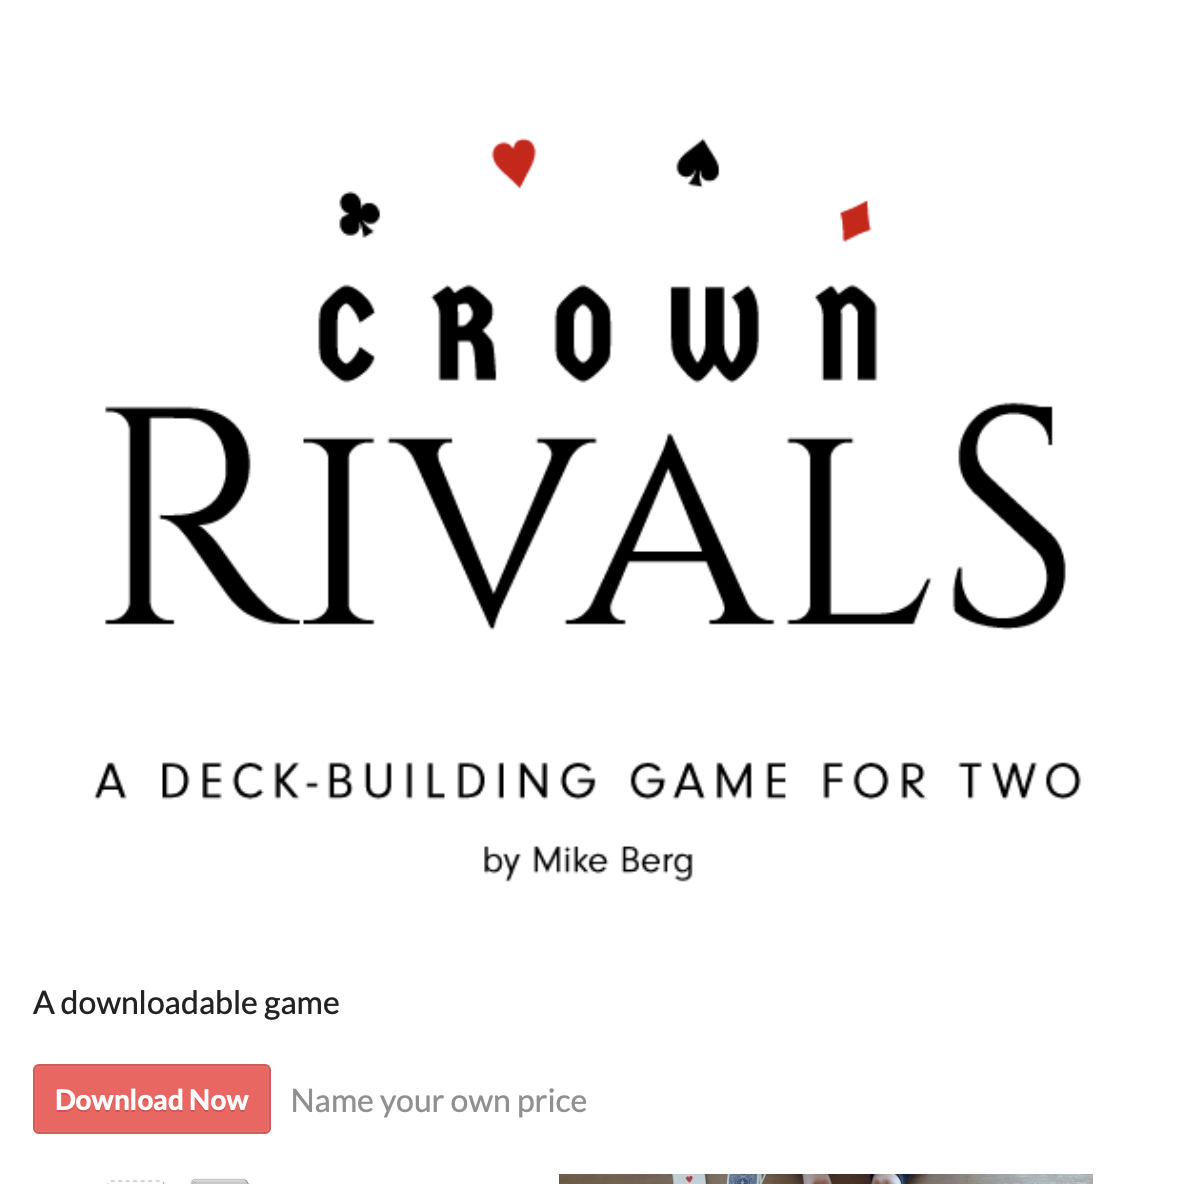 CROWN
RIVALS
A DECK-BUILDING GAME FOR TWO
by Mike Berg
A downloadable game
Download Now Name your own price